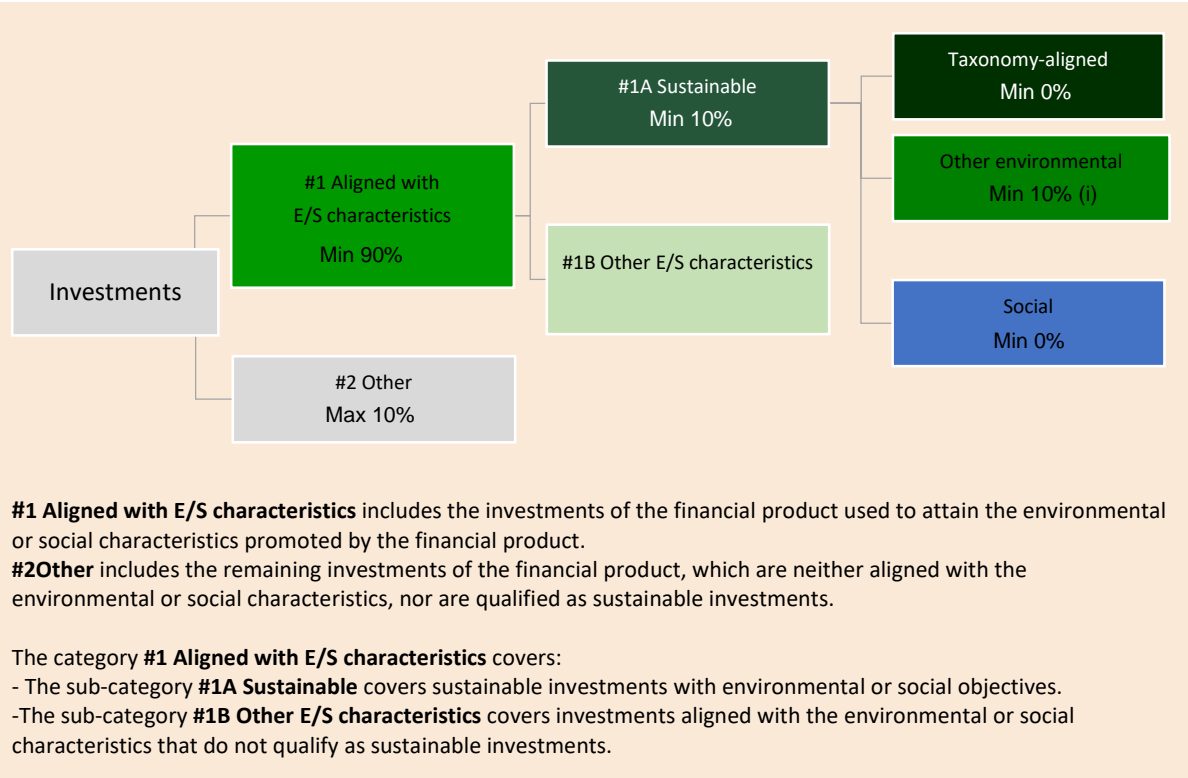 Investments
#1 Aligned with
E/S characteristics
Min 90%
#2 Other
Max 10%
#1A Sustainable
Min 10%
#1B Other E/S characteristics
Taxonomy-aligned
Min 0%
Other environmental
Min 10% (i)
Social
Min 0%
#1 Aligned with E/S characteristics includes the investments of the financial product used to attain the environmental
or social characteristics promoted by the financial product.
#2Other includes the remaining investments of the financial product, which are neither aligned with the
environmental or social characteristics, nor are qualified as sustainable investments.
The category #1 Aligned with E/S characteristics covers:
- The sub-category #1A Sustainable covers sustainable investments with environmental or social objectives.
-The sub-category #1B Other E/S characteristics covers investments aligned with the environmental or social
characteristics that do not qualify as sustainable investments.